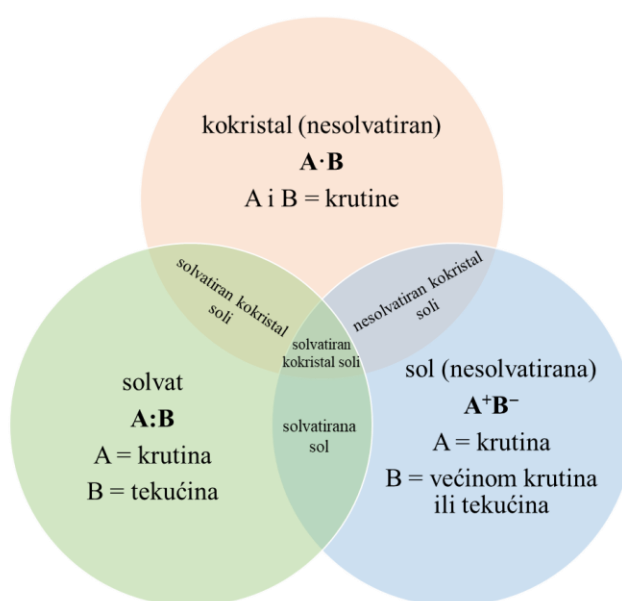 kokristal (nesolvatiran)
A·B
A i B = krutine
solvatiran kokristal
soli
nesolvatiran kokristal
soli
solvatiran
kokristal soli
solvat
A:B
A = krutina
B = tekućina
solvatirana
sol
sol (nesolvatirana)
A⁺B⁻
A = krutina
B = većinom krutina
ili tekućina